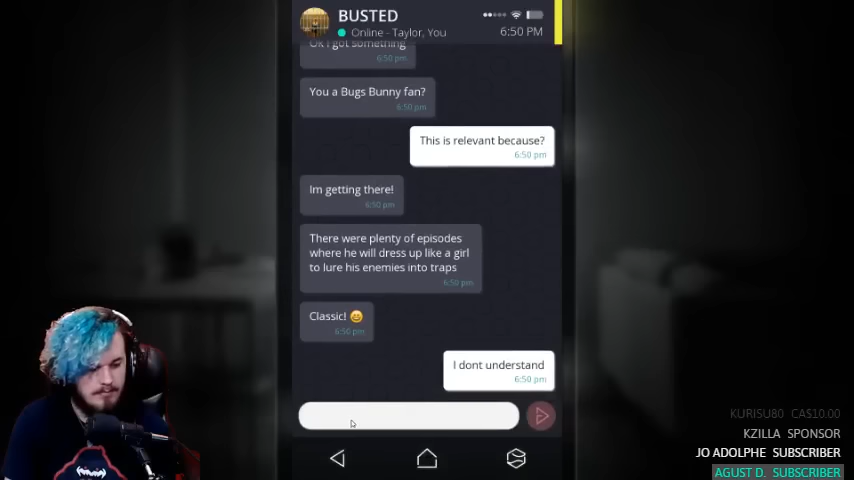 BUSTED
Online - Taylor, You
6:50 PM
Ok I got something
6:50 pm
You a Bugs Bunny fan?
6:50 pm
This is relevant because?
6:50 pm
Im getting there!
6:50 pm
There were plenty of episodes
where he will dress up like a girl
to lure his enemies into traps
6:50 pm
Classic! 😊
6:50 pm
I dont understand
6:50 pm
KURISU80 CA$10.00
KZILLA SPONSOR
JO ADOLPHE SUBSCRIBER
AGUST D. SUBSCRIBER